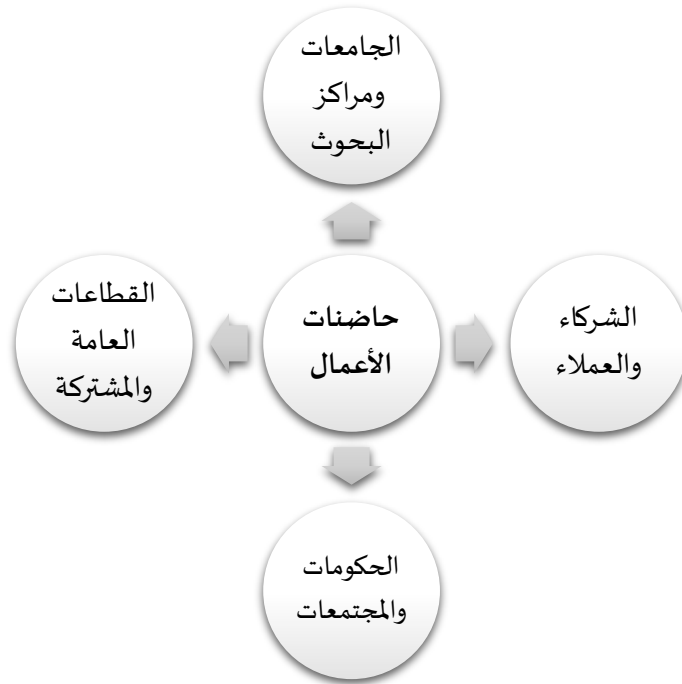 الجامعات
ومراكز
البحوث
الشركاء
والعملاء
حاضنات
الأعمال
القطاعات
العامة
والمشتركة
الحكومات
والمجتمعات